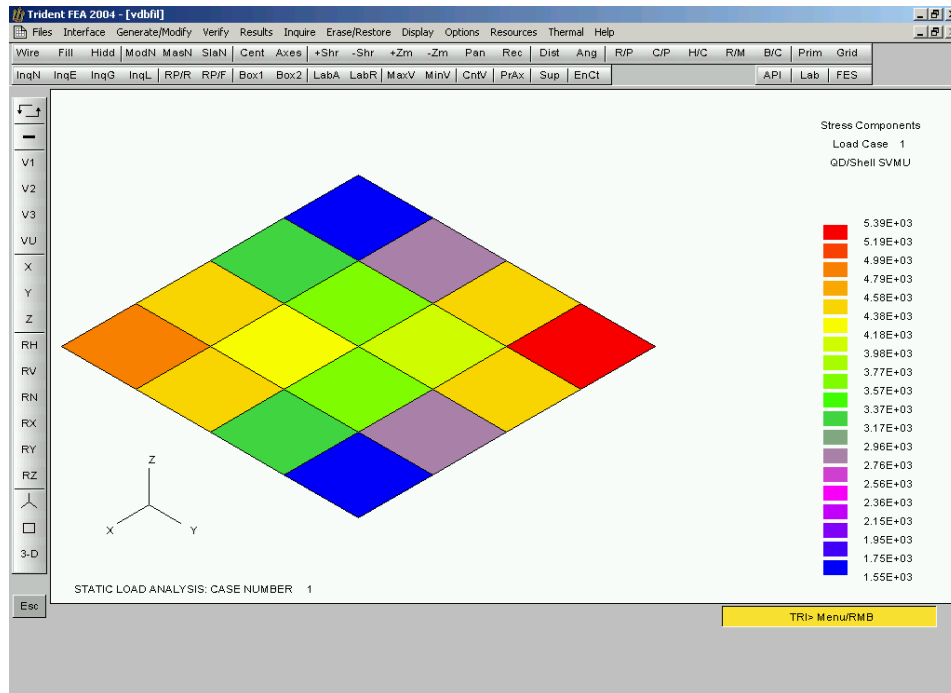 Trident FEA 2004 - [vdbfil]
Files Interface Generate/Modify Verify Results Inquire Erase/Restore Display Options Resources Thermal Help
Wire Fill Hidd ModN MasN SlaN Cent Axes +Shr -Shr +Zm -Zm Pan Rec Dist Ang R/P C/P H/C R/M B/C Prim Grid
InqN InqE InqG InqL RP/R RP/F Box1 Box2 LabA LabR MaxV MinV CntV PrAx Sup EnCt API Lab FES
V1
V2
V3
VU
X
Y
Z
RH
RV
RN
RX
RY
RZ
3-D
Esc
Stress Components
Load Case 1
QD/Shell SVMU
5.39E+03
5.19E+03
4.99E+03
4.79E+03
4.58E+03
4.38E+03
4.18E+03
3.98E+03
3.77E+03
3.57E+03
3.37E+03
3.17E+03
2.96E+03
2.76E+03
2.56E+03
2.36E+03
2.15E+03
1.95E+03
1.75E+03
1.55E+03
Z
X
Y
STATIC LOAD ANALYSIS: CASE NUMBER 1
TRI> Menu/RMB